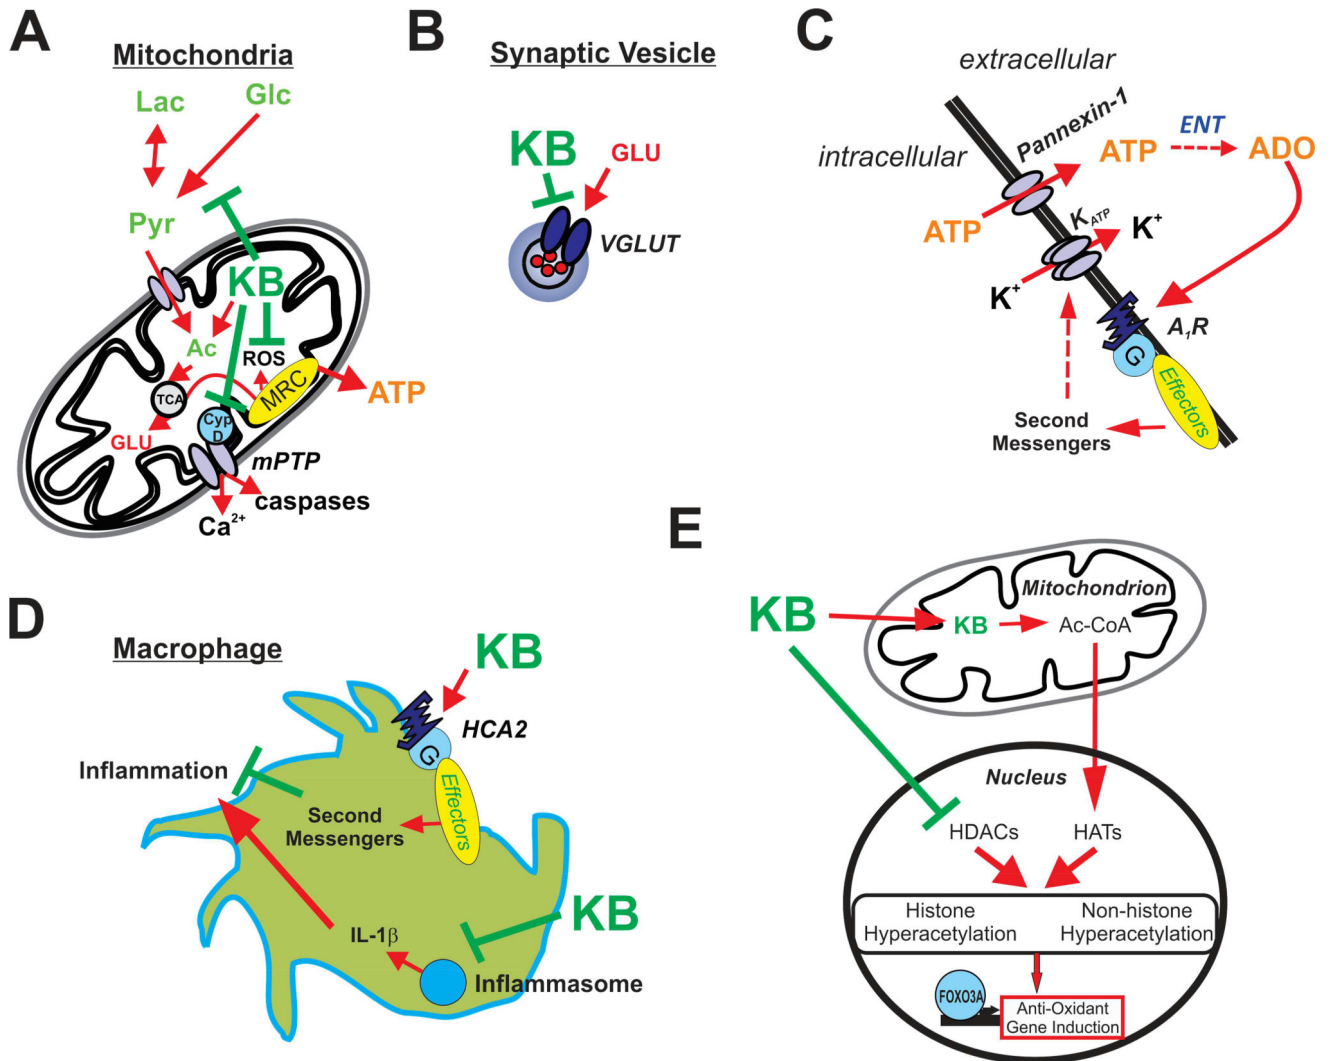 A
Mitochondria
Lac
Glc
Pyr
KB
Ac
ROS
TCA
MRC
ATP
Cyp
D
GLU
mPTP
caspases
Ca²⁺
B
Synaptic Vesicle
KB
GLU
VGLUT
C
extracellular
intracellular
Pannexin-1
ATP
ENT
ADO
ATP
K ATP
K⁺
K⁺
A₁R
G
Effectors
Second
Messengers
D
Macrophage
KB
HCA2
G
Effectors
Inflammation
Second
Messengers
KB
IL-1β
Inflammasome
E
Mitochondrion
KB
KB
Ac-CoA
Nucleus
HDACs
HATs
Histone
Hyperacetylation
Non-histone
Hyperacetylation
FOXO3A
Anti-Oxidant
Gene Induction